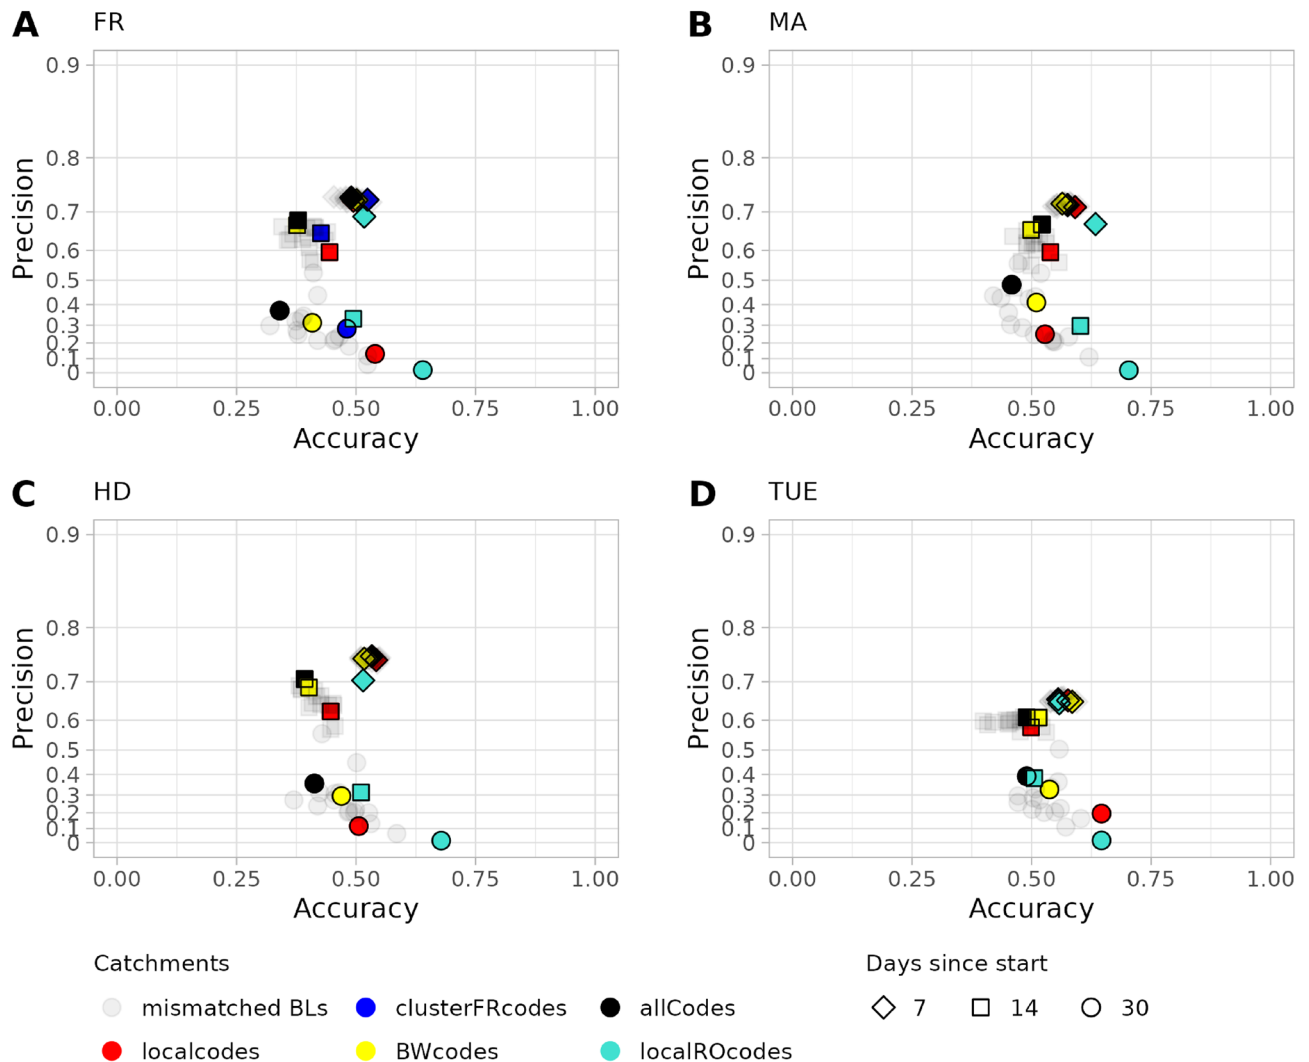 A FR
B MA
0.9
0.8
0.7
0.6
0.5
0.4
0.3
0.2
0.1
0
Precision
0.00 0.25 0.50 0.75 1.00
Accuracy
0.9
0.8
0.7
0.6
0.5
0.4
0.3
0.2
0.1
0
Precision
0.00 0.25 0.50 0.75 1.00
Accuracy
C HD
D TUE
0.9
0.8
0.7
0.6
0.5
0.4
0.3
0.2
0.1
0
Precision
0.00 0.25 0.50 0.75 1.00
Accuracy
0.9
0.8
0.7
0.6
0.5
0.4
0.3
0.2
0.1
0
Precision
0.00 0.25 0.50 0.75 1.00
Accuracy
Catchments
mismatched BLs clusterFRcodes allCodes
localcodes BWcodes localROcodes
Days since start
7 14 30